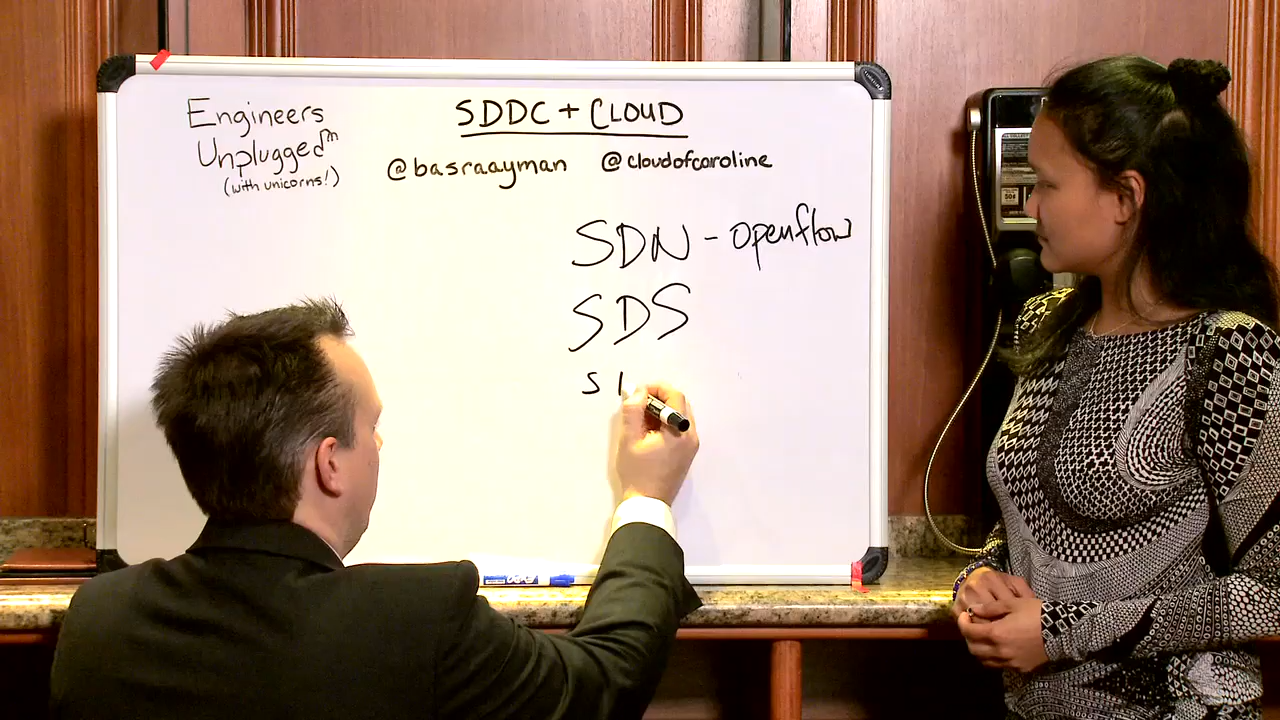 Engineers
Unplugged™
(with unicorns!)
SDDC + CLOUD
@basraayman @cloudofcaroline
SDN - openflow
SDS
S